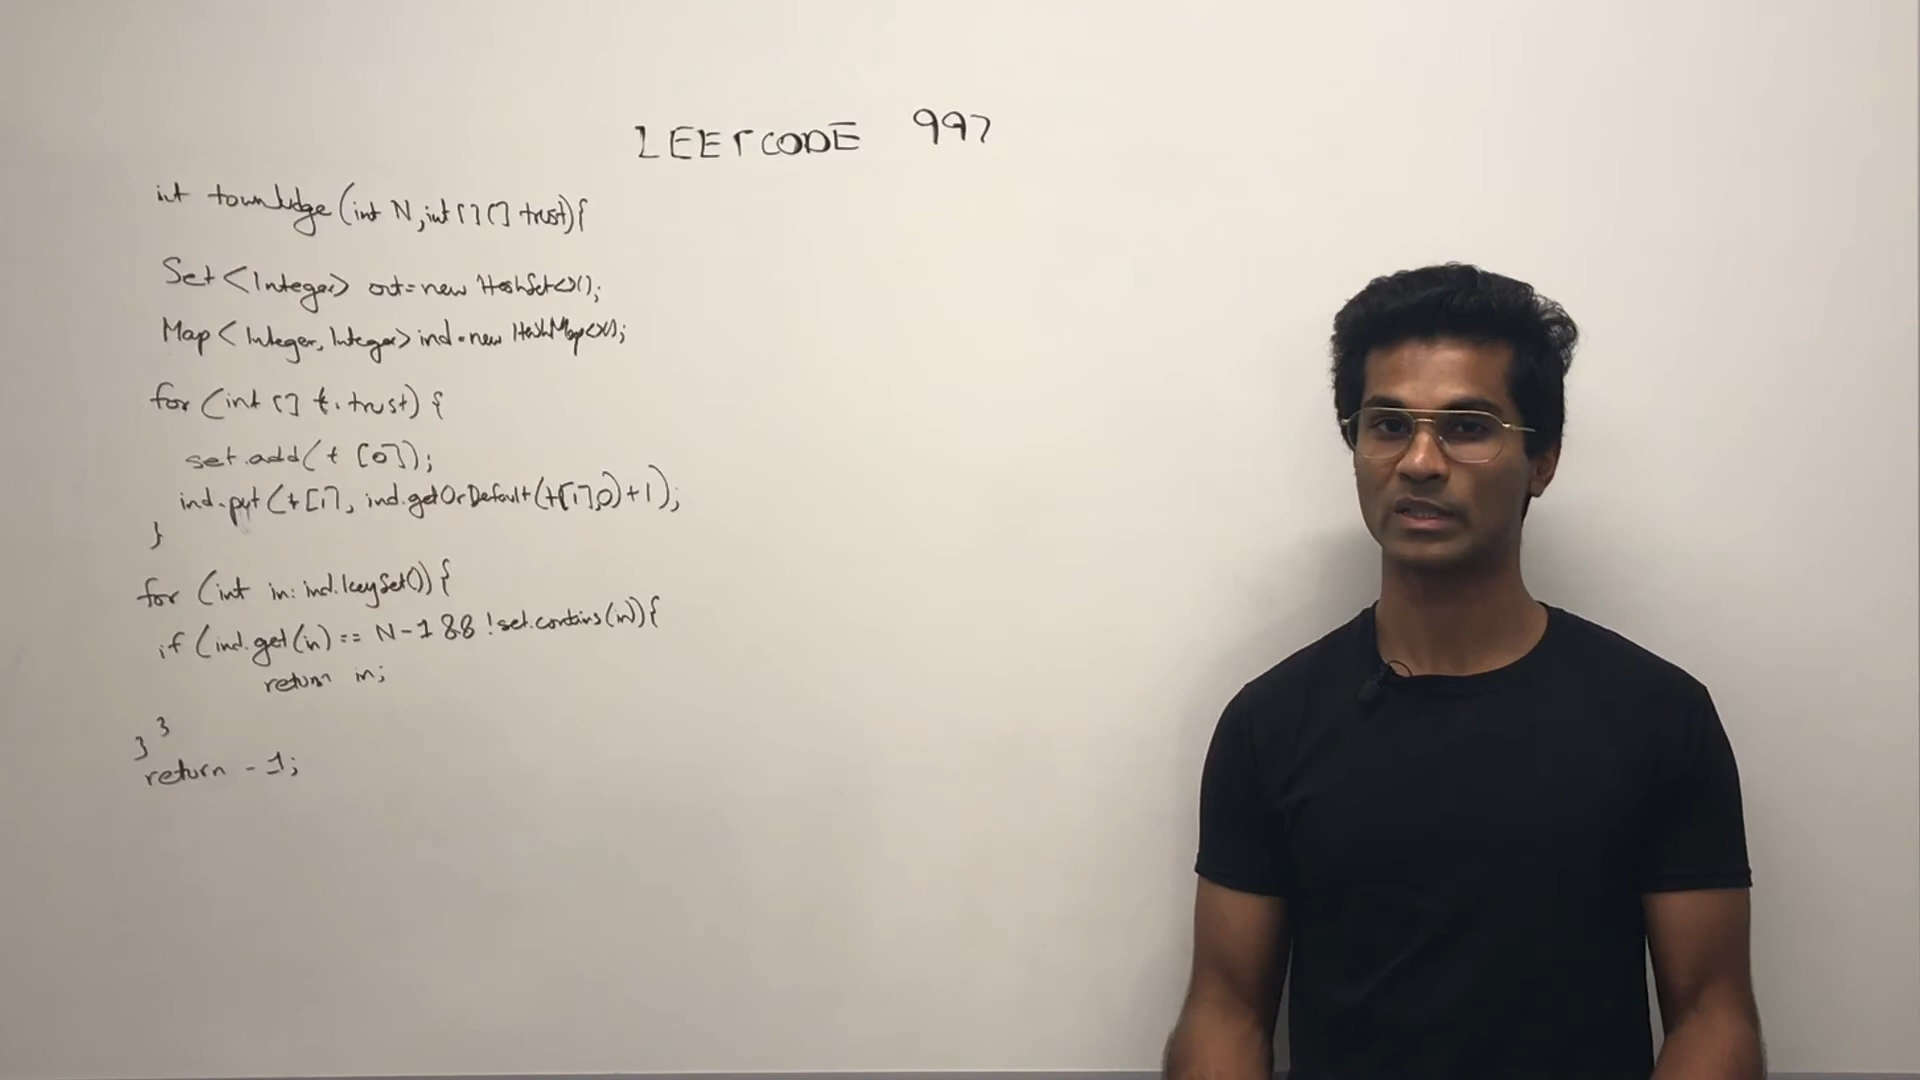 LEETCODE 997
int townJudge (int N, int [] [] trust) {
Set <Integer> out = new HashSet<>();
Map < Integer, Integer> ind = new HashMap<>();
for (int [] t : trust) {
set.add( t [0]);
ind.put (t[1], ind.getOrDefault (t[1],0) +1);
}
for (int in: ind.keySet()) {
if (ind.get(in) == N-1 && !set.contains(in)) {
return in;
}
}
return -1;